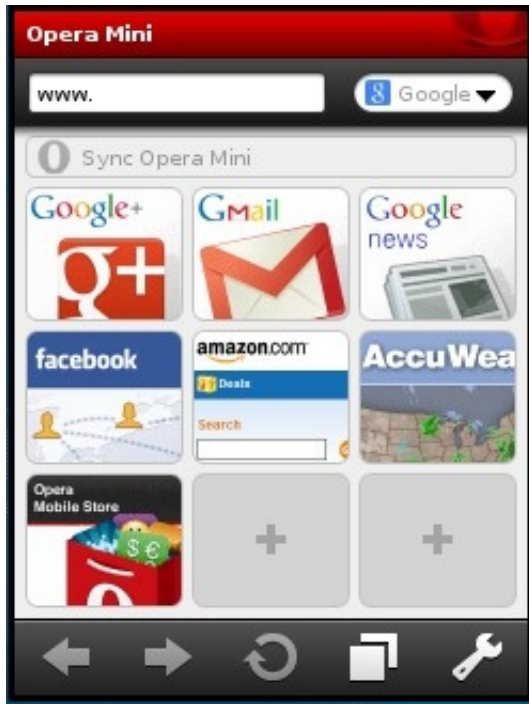 Opera Mini
www.
8 Google
Sync Opera Mini
Google+
g+
Gmail
Google
news
facebook
amazon.com
Deals
Search
AccuWea
Opera
Mobile Store
$ €